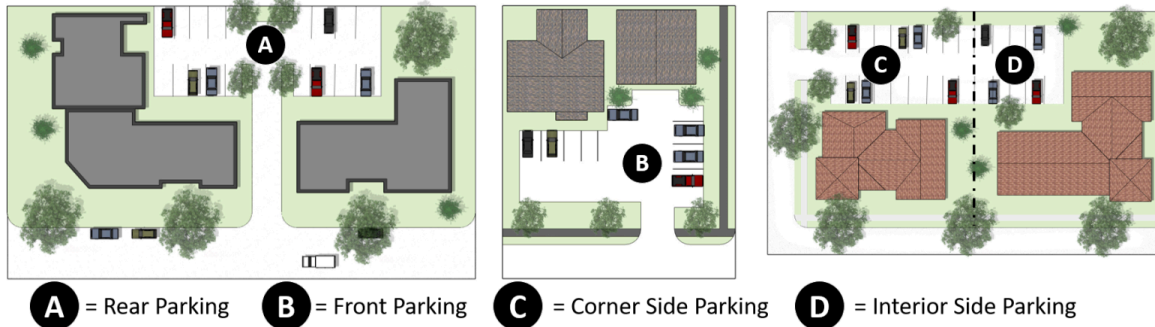 A
B
C
D
A = Rear Parking B = Front Parking C = Corner Side Parking D = Interior Side Parking